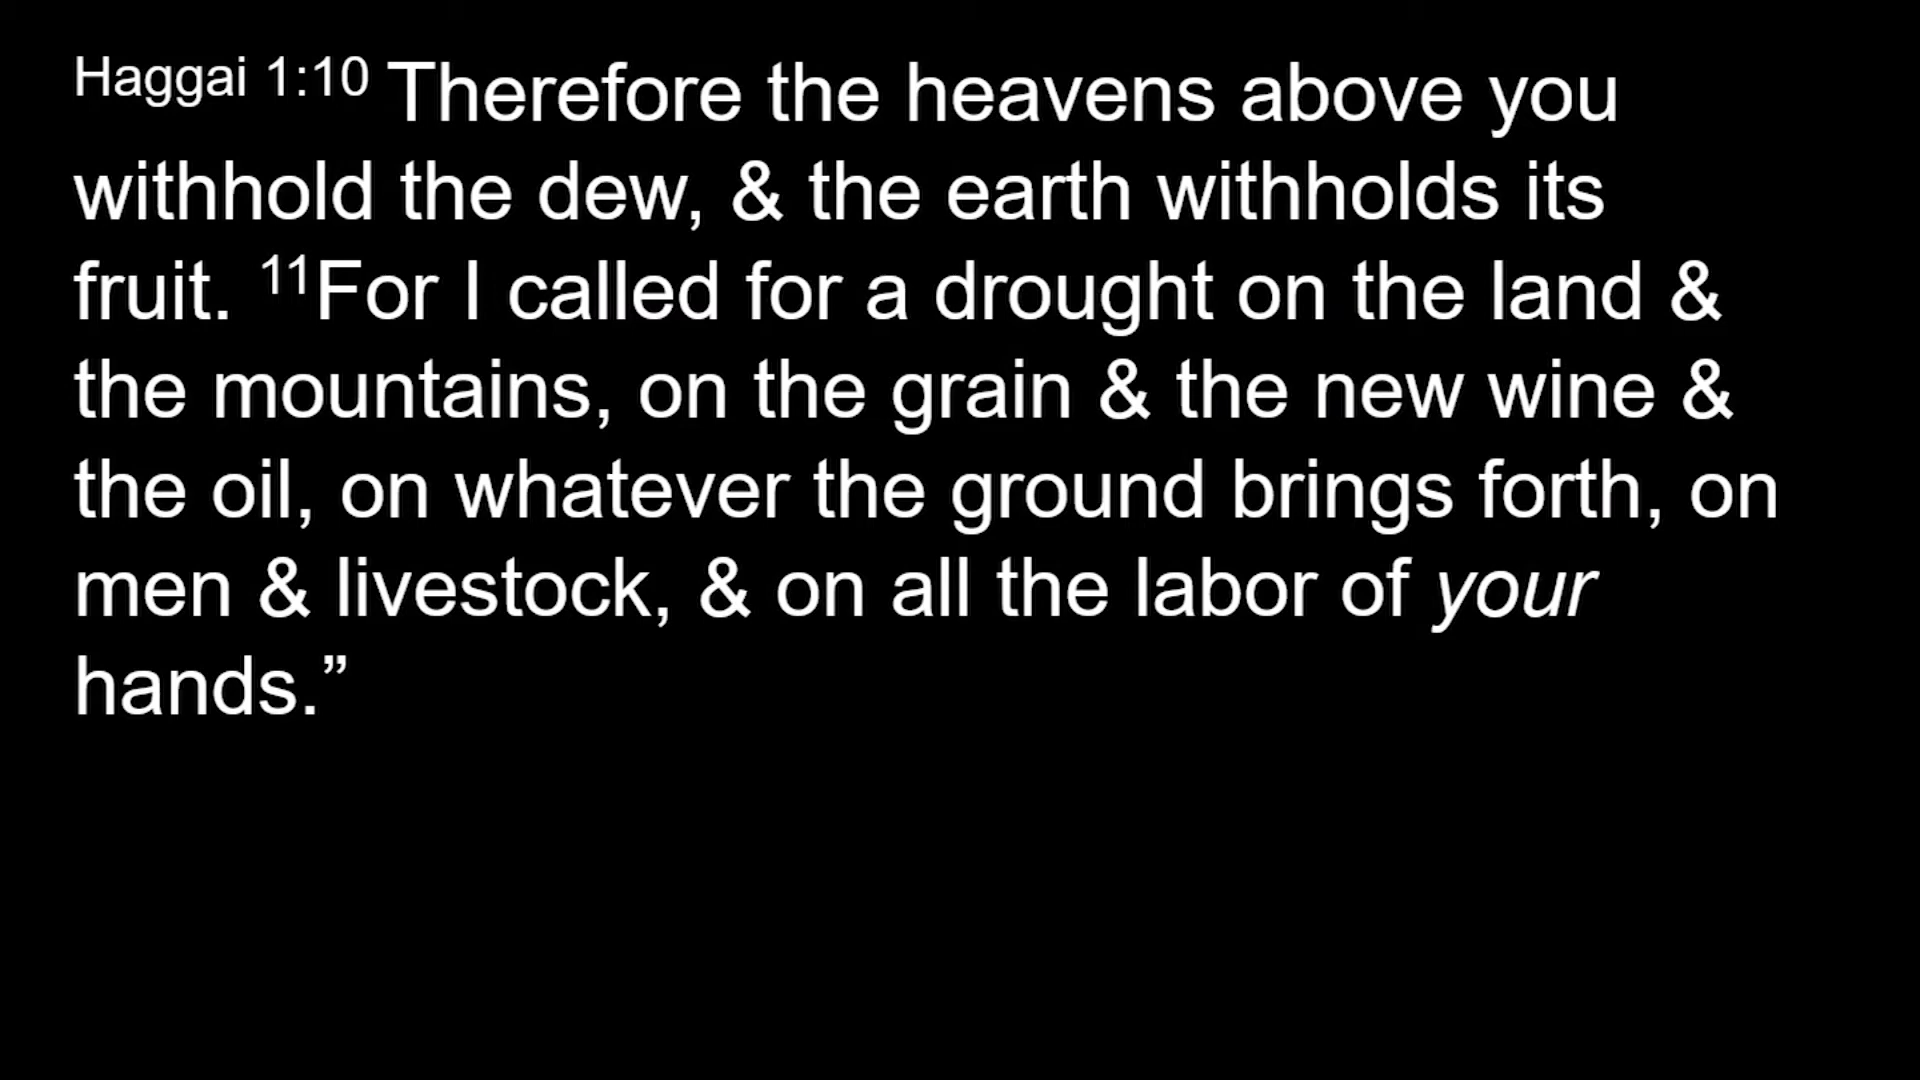 Haggai 1:10 Therefore the heavens above you
withhold the dew, & the earth withholds its
fruit. 11For I called for a drought on the land &
the mountains, on the grain & the new wine &
the oil, on whatever the ground brings forth, on
men & livestock, & on all the labor of your
hands.”